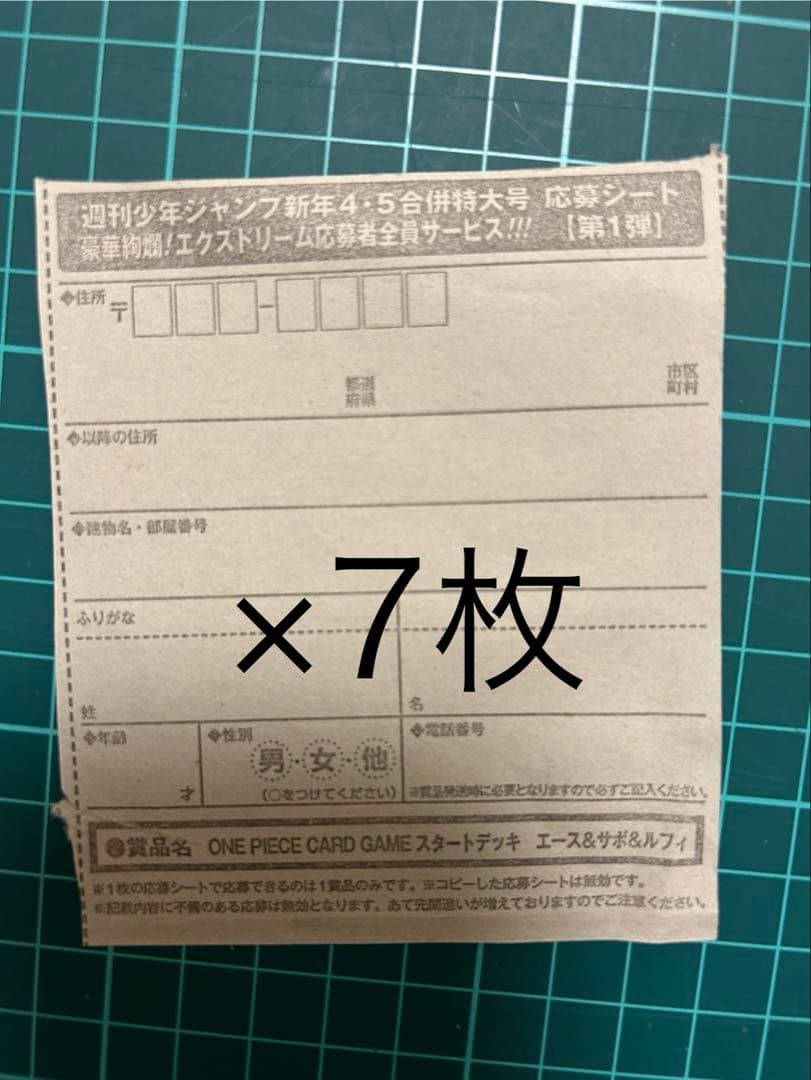 週刊少年ジャンプ新年4・5合併特大号 応募シート
豪華絢爛!エクストリーム応募者全員サービス!!!【第1弾】
◆住所 〒 -
都道府県
市区町村
◆以降の住所
◆建物名・部屋番号
×7枚
ふりがな
姓 名
◆年齢 才
◆性別 男・女・他
(○をつけてください)
◆電話番号
※賞品発送時に必要となりますので必ずご記入ください。
◎賞品名 ONE PIECE CARD GAME スタートデッキ エース&サボ&ルフィ
※1枚の応募シートで応募できるのは1賞品のみです。※コピーした応募シートは無効です。
※記載内容に不備のある応募は無効となります。あて先間違いが増えておりますのでご注意ください。